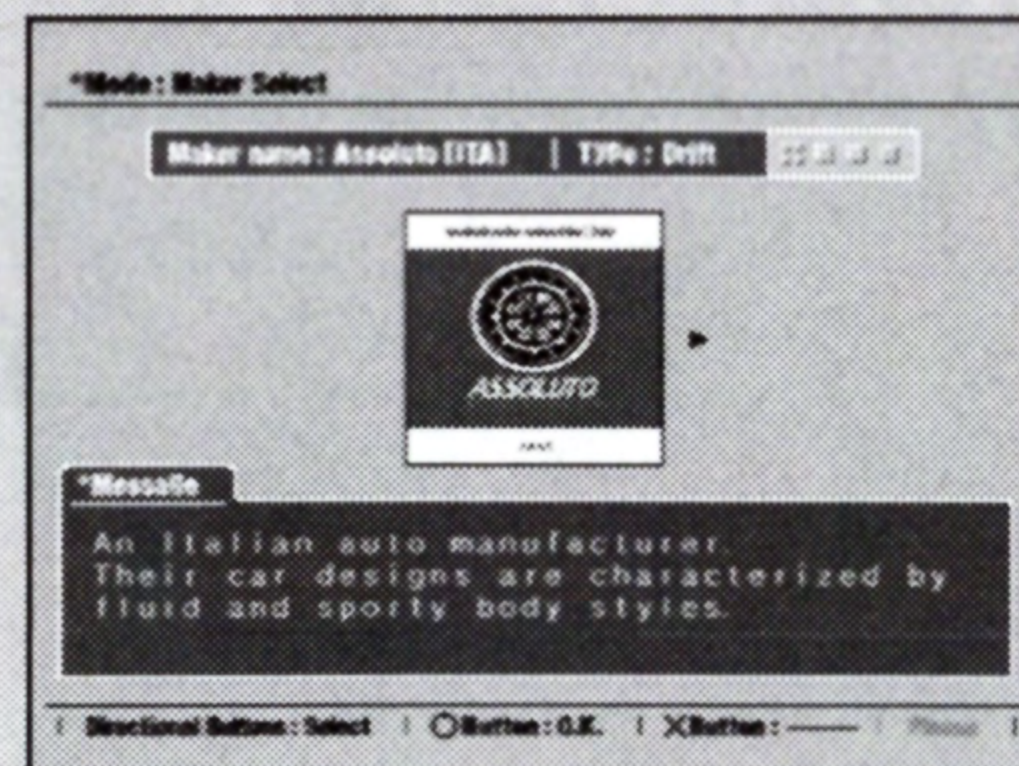 *Mode : Maker Select
Maker name : Assoluto [ITA] | Type : Drift
ASSOLUTO
*Message
An Italian auto manufacturer.
Their car designs are characterized by
fluid and sporty body styles.
Directional Buttons : Select | ○Button : O.K. | ×Button : ———